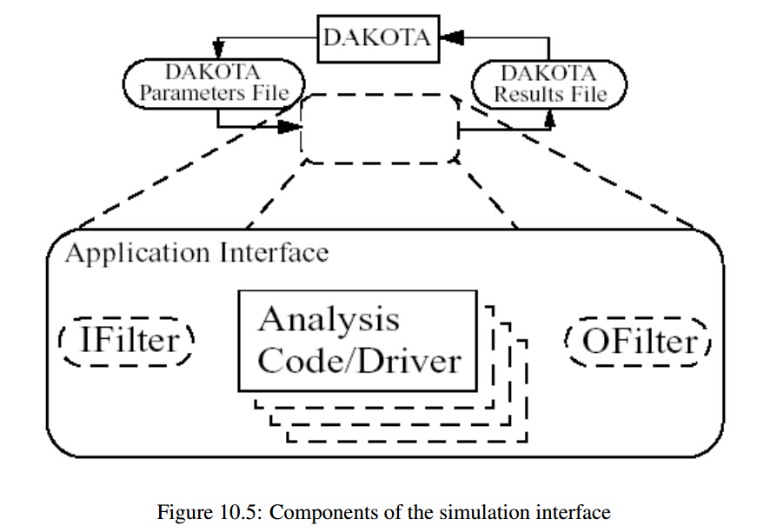 DAKOTA
DAKOTA
Parameters File
DAKOTA
Results File
Application Interface
IFilter
Analysis
Code/Driver
OFilter
Figure 10.5: Components of the simulation interface